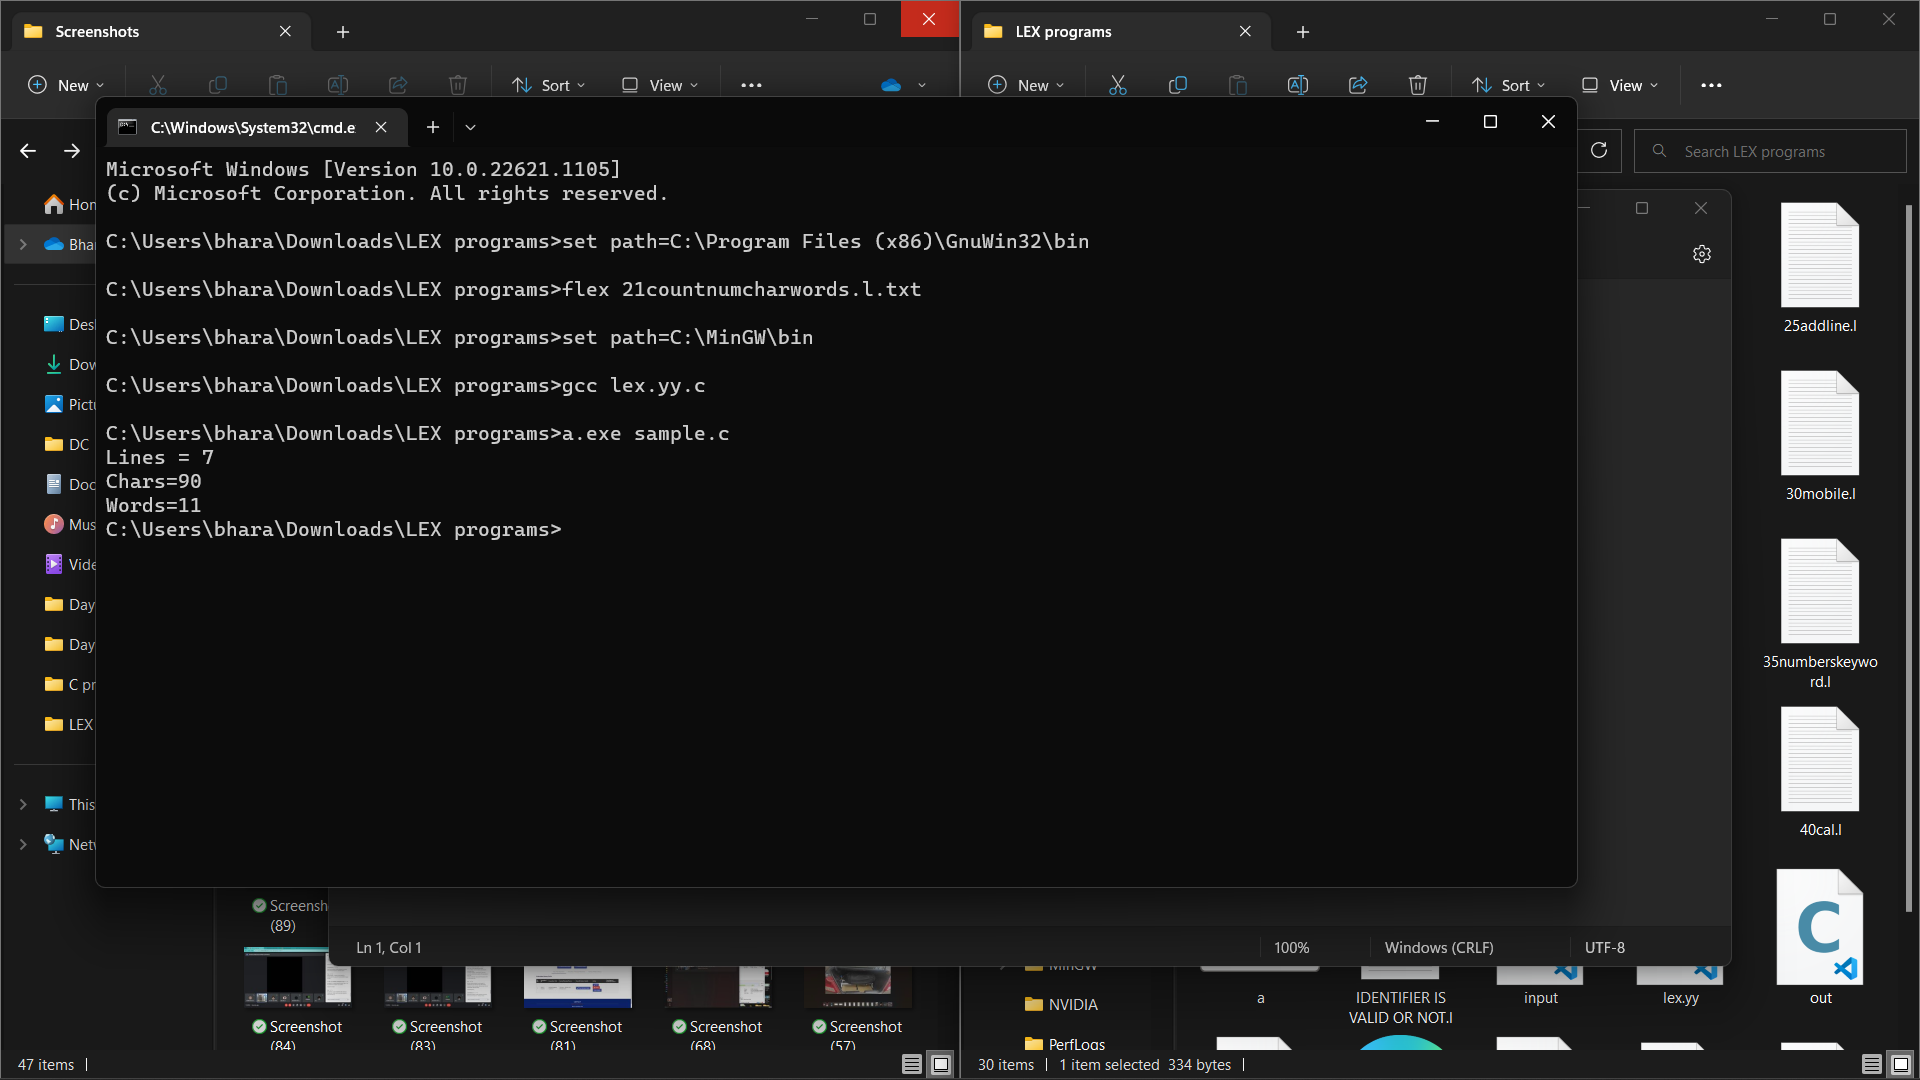 Screenshots
LEX programs
New
Sort
View
New
Sort
View
C:\Windows\System32\cmd.e
Search LEX programs
Microsoft Windows [Version 10.0.22621.1105]
(c) Microsoft Corporation. All rights reserved.
C:\Users\bhara\Downloads\LEX programs>set path=C:\Program Files (x86)\GnuWin32\bin
C:\Users\bhara\Downloads\LEX programs>flex 21countnumcharwords.l.txt
C:\Users\bhara\Downloads\LEX programs>set path=C:\MinGW\bin
C:\Users\bhara\Downloads\LEX programs>gcc lex.yy.c
C:\Users\bhara\Downloads\LEX programs>a.exe sample.c
Lines = 7
Chars=90
Words=11
C:\Users\bhara\Downloads\LEX programs>
Hon
Bha
Desl
Dow
Pictu
DC
Doc
Mus
Vide
Day
Day
C pr
LEX
This
Netw
25addline.l
30mobile.l
35numberskeywo
rd.l
40cal.l
out
Screensh
(89)
Ln 1, Col 1
100%
Windows (CRLF)
UTF-8
Screenshot
(84)
Screenshot
(83)
Screenshot
(81)
Screenshot
(68)
Screenshot
(57)
MinGW
NVIDIA
PerfLogs
a
IDENTIFIER IS
VALID OR NOT.l
input
lex.yy
47 items
30 items
1 item selected 334 bytes